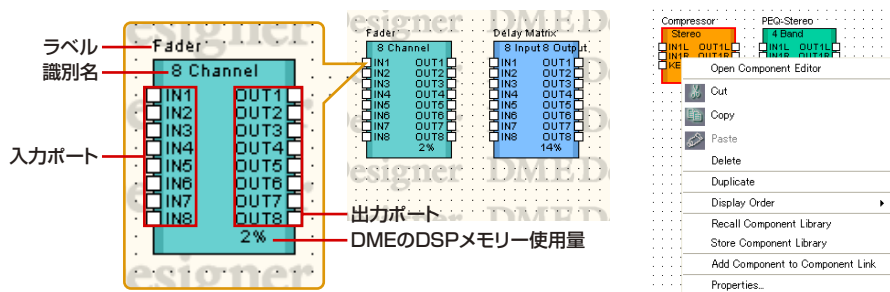 ラベル
識別名
入力ポート
Fader
8 Channel
IN1 OUT1
IN2 OUT2
IN3 OUT3
IN4 OUT4
IN5 OUT5
IN6 OUT6
IN7 OUT7
IN8 OUT8
2%
出力ポート
DMEのDSPメモリー使用量
Fader
8 Channel
IN1 OUT1
IN2 OUT2
IN3 OUT3
IN4 OUT4
IN5 OUT5
IN6 OUT6
IN7 OUT7
IN8 OUT8
2%
Delay Matrix
8 Input 8 Output
IN1 OUT1
IN2 OUT2
IN3 OUT3
IN4 OUT4
IN5 OUT5
IN6 OUT6
IN7 OUT7
IN8 OUT8
14%
Compressor
Stereo
IN1L OUT1L
IN1R OUT1R
KE
PEQ-Stereo
4 Band
IN1L OUT1L
IN1R OUT1R
Open Component Editor
Cut
Copy
Paste
Delete
Duplicate
Display Order
Recall Component Library
Store Component Library
Add Component to Component Link
Properties...